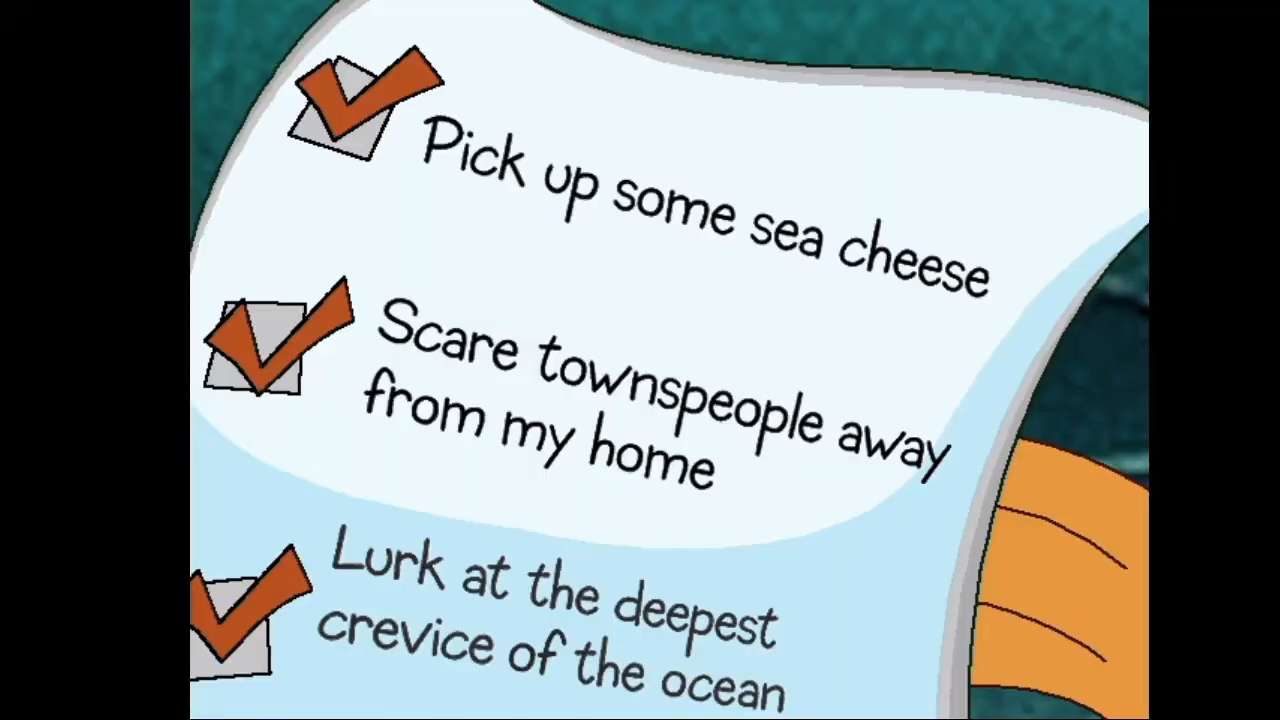 Pick up some sea cheese
Scare townspeople away
from my home
Lurk at the deepest
crevice of the ocean